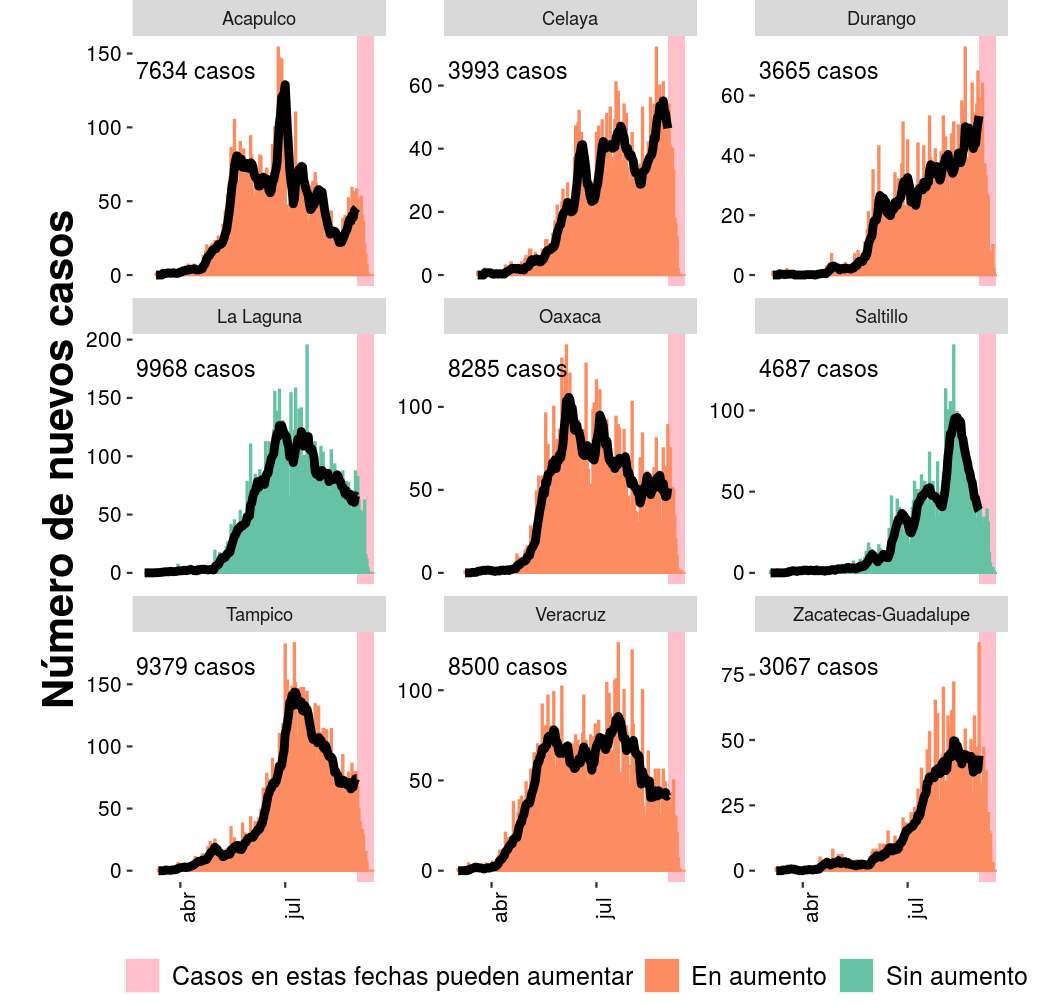 Número de nuevos casos
Acapulco
7634 casos
150
100
50
0
Celaya
3993 casos
60
40
20
0
Durango
3665 casos
60
40
20
0
La Laguna
9968 casos
200
150
100
50
0
Oaxaca
8285 casos
100
50
0
Saltillo
4687 casos
100
50
0
Tampico
9379 casos
150
100
50
0
abr
jul
Veracruz
8500 casos
100
50
0
abr
jul
Zacatecas-Guadalupe
3067 casos
75
50
25
0
abr
jul
Casos en estas fechas pueden aumentar
En aumento
Sin aumento